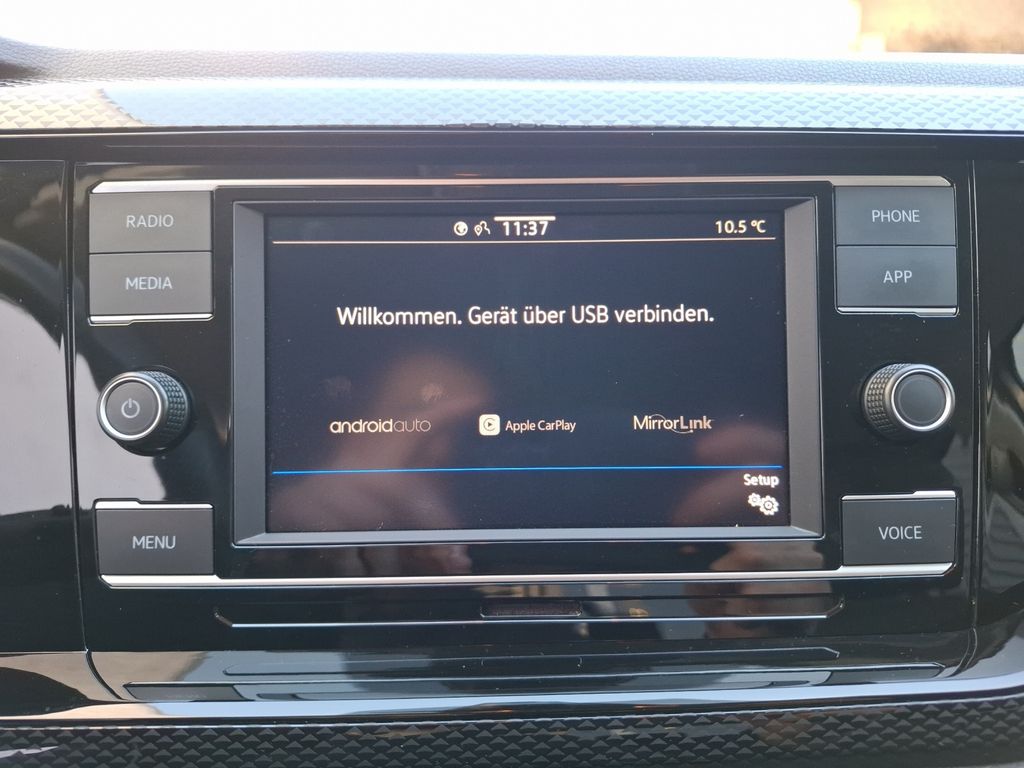 RADIO
MEDIA
PHONE
APP
11:37
10.5 °C
Willkommen. Gerät über USB verbinden.
androidauto
Apple CarPlay
MirrorLink
Setup
MENU
VOICE